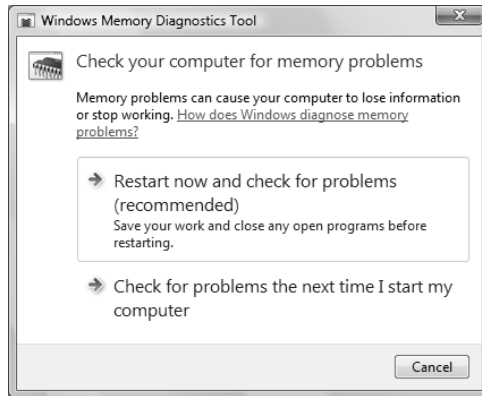 Windows Memory Diagnostics Tool
Check your computer for memory problems
Memory problems can cause your computer to lose information
or stop working. How does Windows diagnose memory
problems?
Restart now and check for problems
(recommended)
Save your work and close any open programs before
restarting.
Check for problems the next time I start my
computer
Cancel